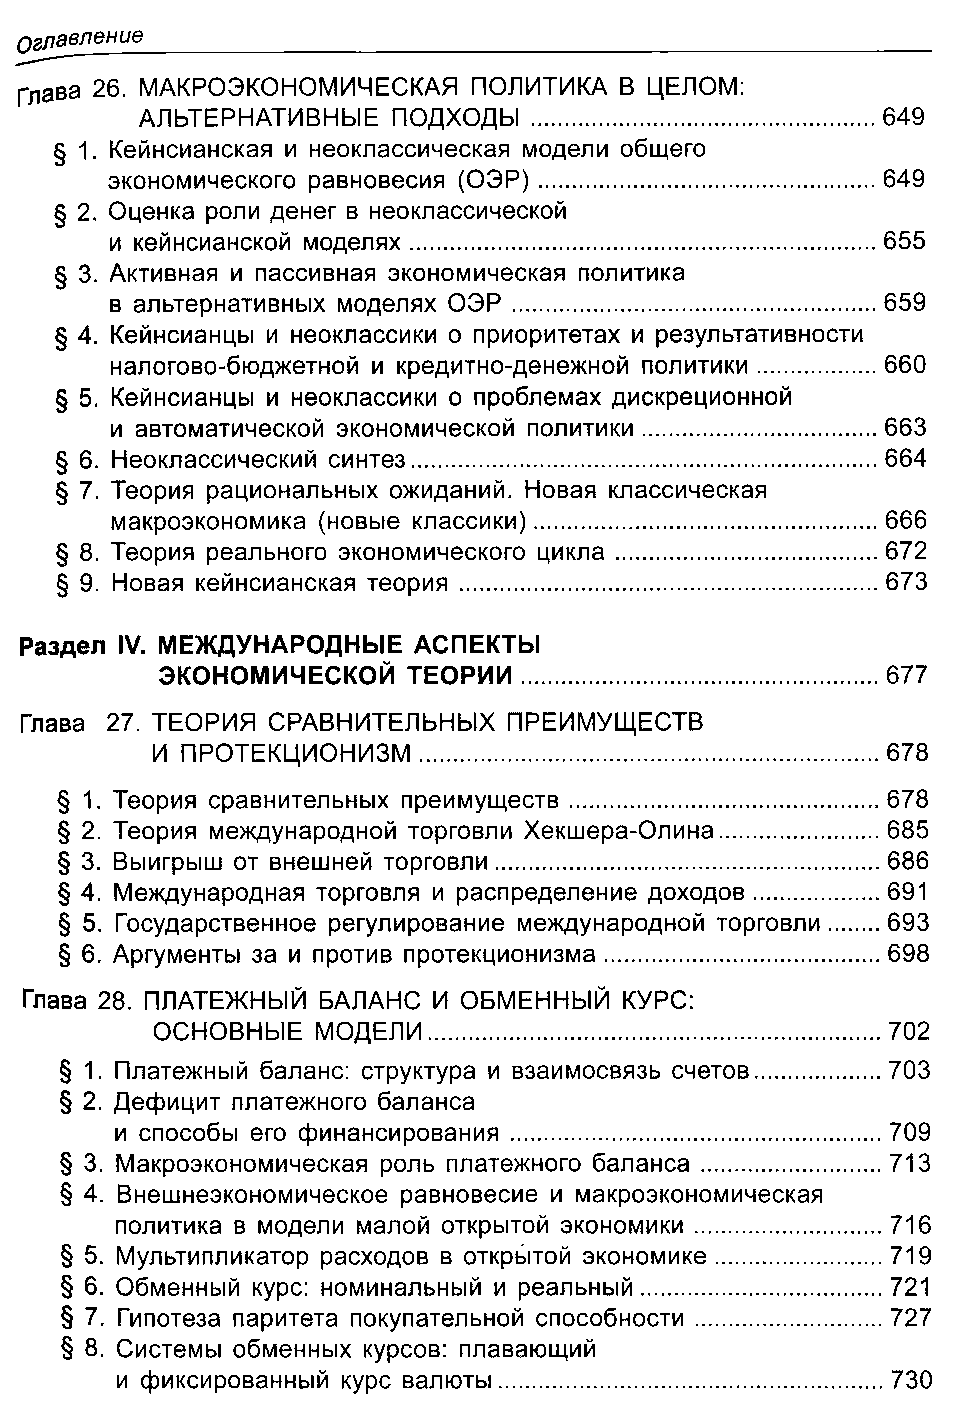 Оглавление
Глава 26. МАКРОЭКОНОМИЧЕСКАЯ ПОЛИТИКА В ЦЕЛОМ:
АЛЬТЕРНАТИВНЫЕ ПОДХОДЫ ........ 649
§ 1. Кейнсианская и неоклассическая модели общего
экономического равновесия (ОЭР) ........ 649
§ 2. Оценка роли денег в неоклассической
и кейнсианской моделях ........ 655
§ 3. Активная и пассивная экономическая политика
в альтернативных моделях ОЭР ........ 659
§ 4. Кейнсианцы и неоклассики о приоритетах и результативности
налогово-бюджетной и кредитно-денежной политики ........ 660
§ 5. Кейнсианцы и неоклассики о проблемах дискреционной
и автоматической экономической политики ........ 663
§ 6. Неоклассический синтез ........ 664
§ 7. Теория рациональных ожиданий. Новая классическая
макроэкономика (новые классики) ........ 666
§ 8. Теория реального экономического цикла ........ 672
§ 9. Новая кейнсианская теория ........ 673
Раздел IV. МЕЖДУНАРОДНЫЕ АСПЕКТЫ
ЭКОНОМИЧЕСКОЙ ТЕОРИИ ........ 677
Глава 27. ТЕОРИЯ СРАВНИТЕЛЬНЫХ ПРЕИМУЩЕСТВ
И ПРОТЕКЦИОНИЗМ ........ 678
§ 1. Теория сравнительных преимуществ ........ 678
§ 2. Теория международной торговли Хекшера-Олина ........ 685
§ 3. Выигрыш от внешней торговли ........ 686
§ 4. Международная торговля и распределение доходов ........ 691
§ 5. Государственное регулирование международной торговли ........ 693
§ 6. Аргументы за и против протекционизма ........ 698
Глава 28. ПЛАТЕЖНЫЙ БАЛАНС И ОБМЕННЫЙ КУРС:
ОСНОВНЫЕ МОДЕЛИ ........ 702
§ 1. Платежный баланс: структура и взаимосвязь счетов ........ 703
§ 2. Дефицит платежного баланса
и способы его финансирования ........ 709
§ 3. Макроэкономическая роль платежного баланса ........ 713
§ 4. Внешнеэкономическое равновесие и макроэкономическая
политика в модели малой открытой экономики ........ 716
§ 5. Мультипликатор расходов в открытой экономике ........ 719
§ 6. Обменный курс: номинальный и реальный ........ 721
§ 7. Гипотеза паритета покупательной способности ........ 727
§ 8. Системы обменных курсов: плавающий
и фиксированный курс валюты ........ 730